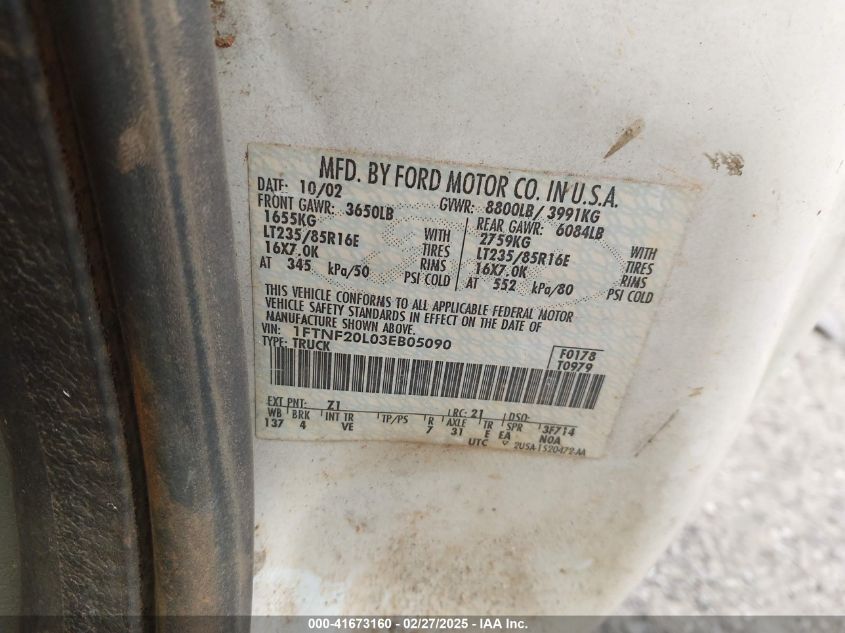 MFD. BY FORD MOTOR CO. IN U.S.A.
DATE: 10/02 GVWR: 8800LB/ 3991KG
FRONT GAWR: 3650LB REAR GAWR: 6084LB
1655KG WITH 2759KG WITH
LT235/85R16E TIRES LT235/85R16E TIRES
16X7.0K RIMS 16X7.0K RIMS
AT 345 kPa/50 PSI COLD AT 552 kPa/80 PSI COLD
THIS VEHICLE CONFORMS TO ALL APPLICABLE FEDERAL MOTOR
VEHICLE SAFETY STANDARDS IN EFFECT ON THE DATE OF
MANUFACTURE SHOWN ABOVE.
VIN: 1FTNF20L03EB05090 F0178
TYPE: TRUCK T0979
EXT PNT: Z1 RC: 21 DSO:
WB BRK INT TR TP/PS R AXLE TR SPR 3F714
137 4 VE 7 31 E EA N0A
UTC 2USA-1520472-AA
000-41673160 - 02/27/2025 - IAA Inc.